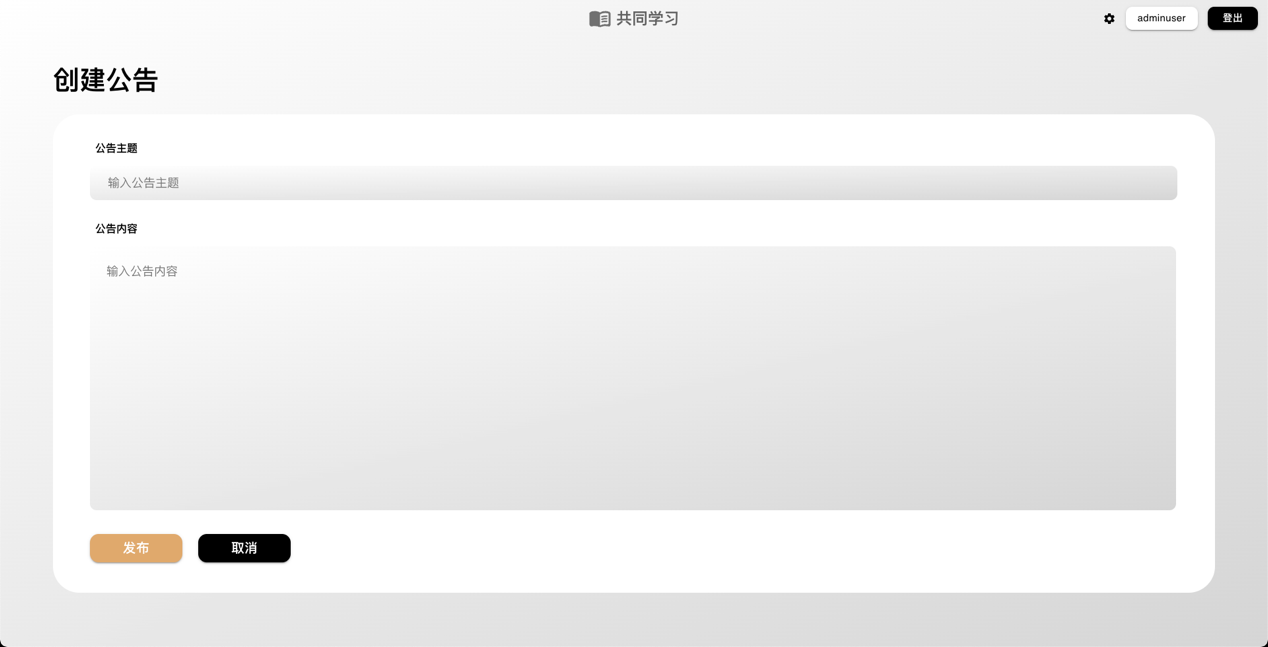 共同学习
adminuser
登出
创建公告
公告主题
输入公告主题
公告内容
输入公告内容
发布
取消